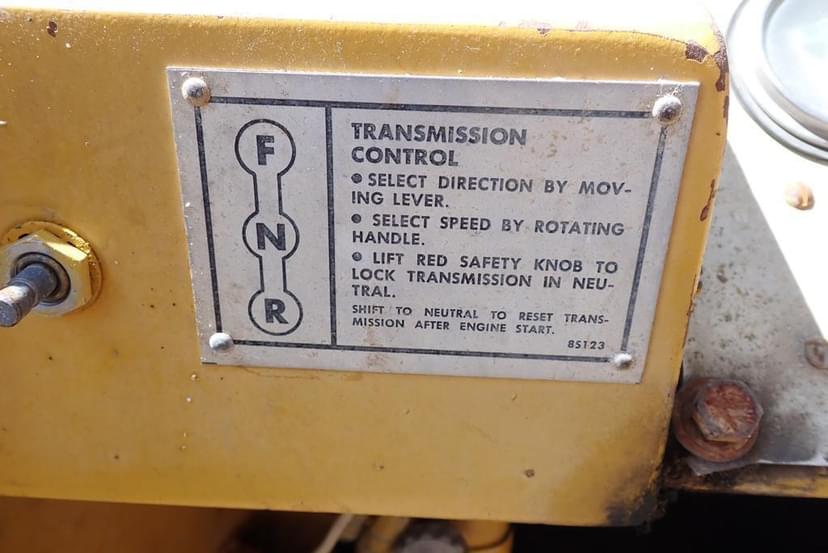 F
N
R
TRANSMISSION
CONTROL
• SELECT DIRECTION BY MOV-
ING LEVER.
• SELECT SPEED BY ROTATING
HANDLE.
• LIFT RED SAFETY KNOB TO
LOCK TRANSMISSION IN NEU-
TRAL.
SHIFT TO NEUTRAL TO RESET TRANS-
MISSION AFTER ENGINE START.
8S123